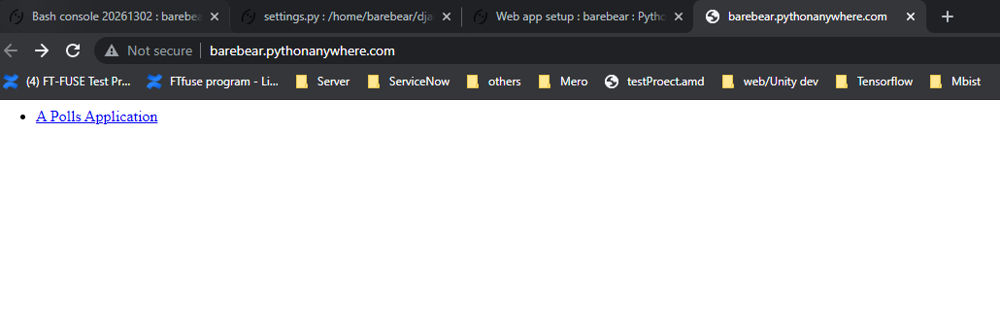 Bash console 20261302 : barebea
settings.py : /home/barebear/dja
Web app setup : barebear : Pytho
barebear.pythonanywhere.com
Not secure
barebear.pythonanywhere.com
(4) FT-FUSE Test Pr...
FTfuse program - Li...
Server
ServiceNow
others
Mero
testProect.amd
web/Unity dev
Tensorflow
Mbist
A Polls Application